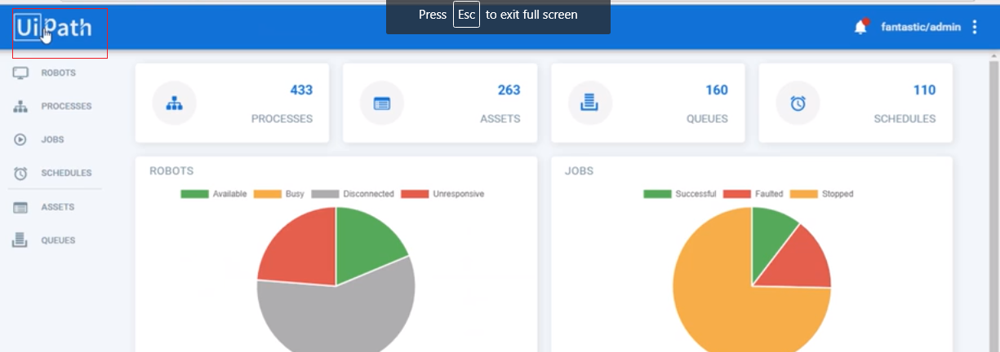 Press Esc to exit full screen
UiPath
fantastic/admin
ROBOTS
PROCESSES
JOBS
SCHEDULES
ASSETS
QUEUES
433
PROCESSES
263
ASSETS
160
QUEUES
110
SCHEDULES
ROBOTS
Available Busy Disconnected Unresponsive
JOBS
Successful Faulted Stopped